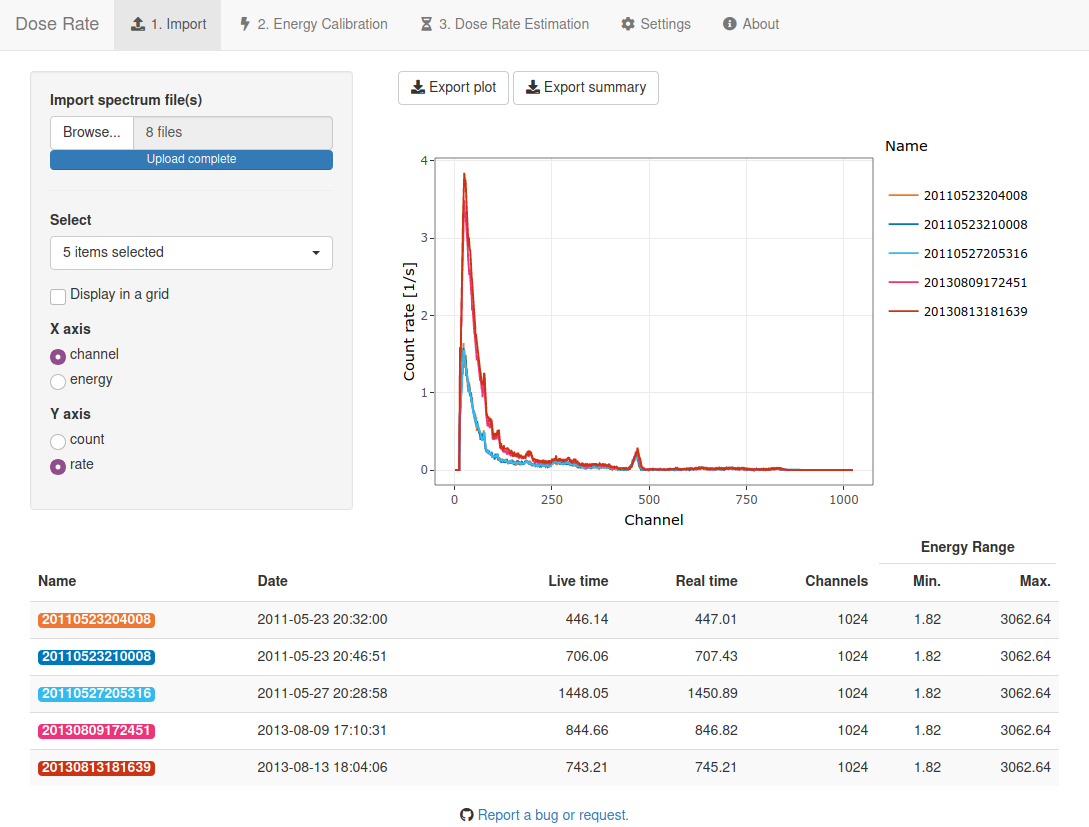 Dose Rate 1. Import 2. Energy Calibration 3. Dose Rate Estimation Settings About
Import spectrum file(s)
Browse... 8 files
Upload complete
Select
5 items selected
Display in a grid
X axis
channel
energy
Y axis
count
rate
Export plot Export summary
Name
20110523204008
20110523210008
20110527205316
20130809172451
20130813181639
Count rate [1/s]
4
3
2
1
0
0 250 500 750 1000
Channel
Energy Range
Name Date Live time Real time Channels Min. Max.
20110523204008 2011-05-23 20:32:00 446.14 447.01 1024 1.82 3062.64
20110523210008 2011-05-23 20:46:51 706.06 707.43 1024 1.82 3062.64
20110527205316 2011-05-27 20:28:58 1448.05 1450.89 1024 1.82 3062.64
20130809172451 2013-08-09 17:10:31 844.66 846.82 1024 1.82 3062.64
20130813181639 2013-08-13 18:04:06 743.21 745.21 1024 1.82 3062.64
Report a bug or request.